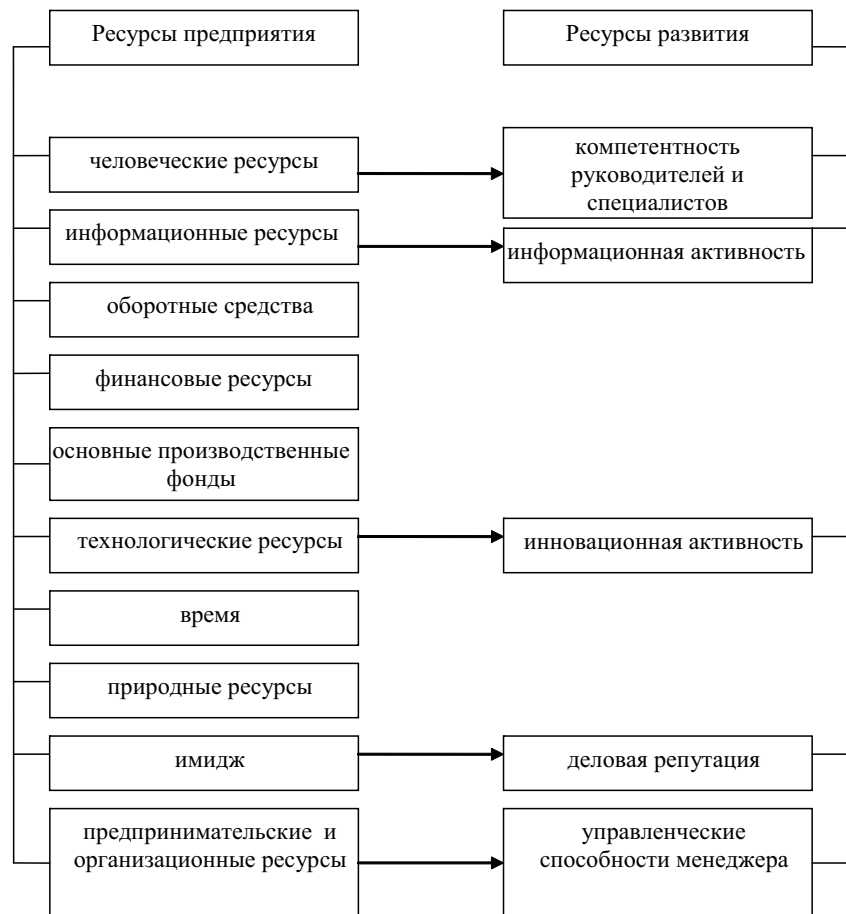 Ресурсы предприятия
Ресурсы развития
человеческие ресурсы
компетентность
руководителей и
специалистов
информационные ресурсы
информационная активность
оборотные средства
финансовые ресурсы
основные производственные
фонды
технологические ресурсы
инновационная активность
время
природные ресурсы
имидж
деловая репутация
предпринимательские и
организационные ресурсы
управленческие
способности менеджера